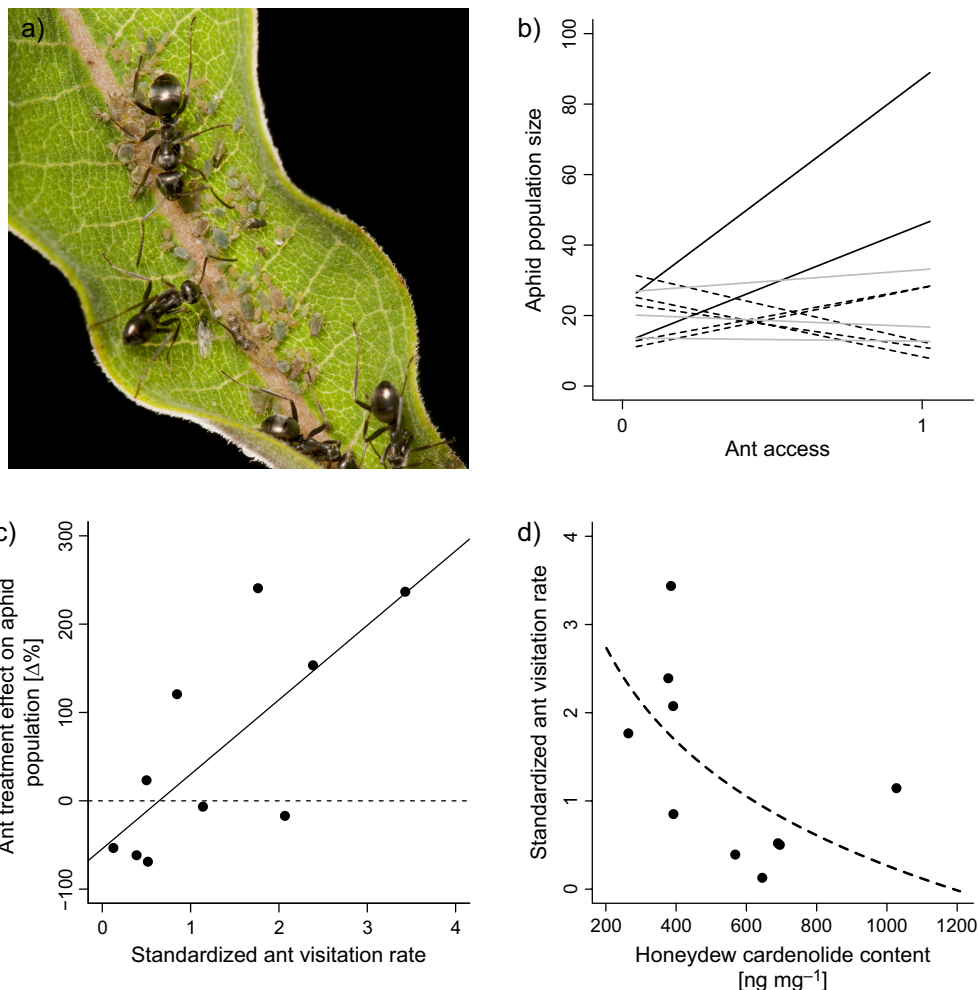 a)
b)
100
80
60
40
20
0
Aphid population size
0 1
Ant access
c)
300
200
100
0
−100
Ant treatment effect on aphid
population [Δ%]
0 1 2 3 4
Standardized ant visitation rate
d)
4
3
2
1
0
Standardized ant visitation rate
200 400 600 800 1000 1200
Honeydew cardenolide content
[ng mg⁻¹]